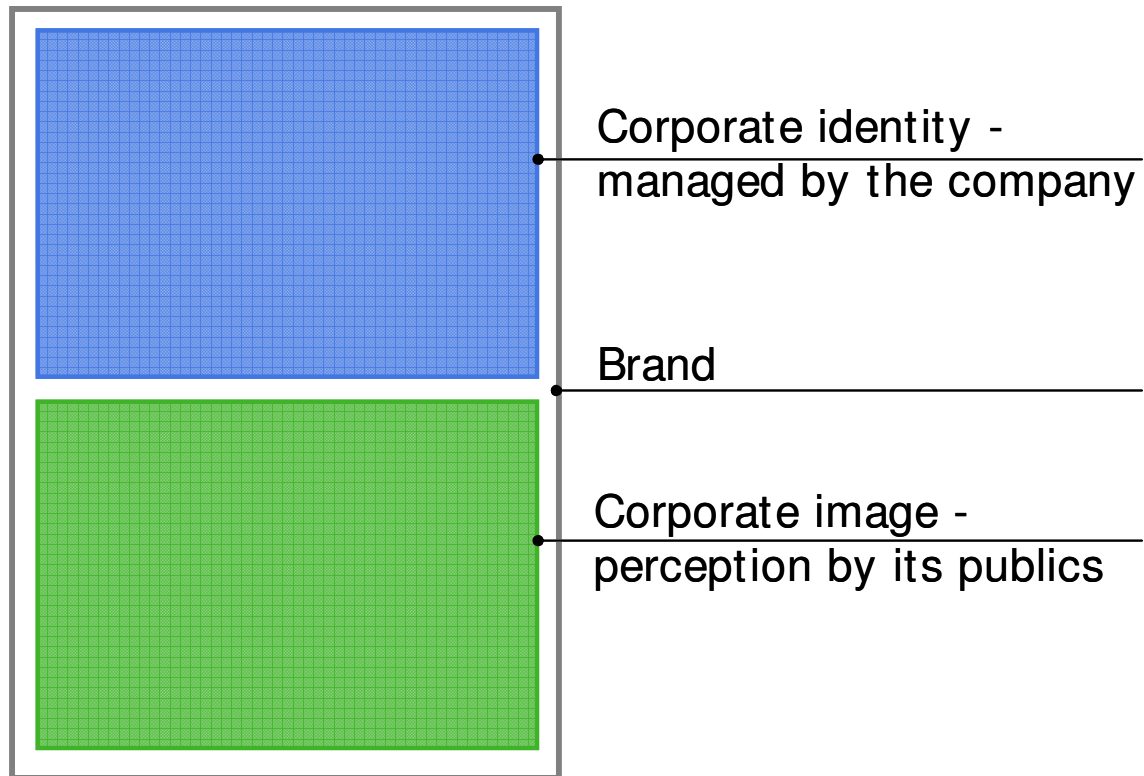 Corporate identity -
managed by the company
Brand
Corporate image -
perception by its publics